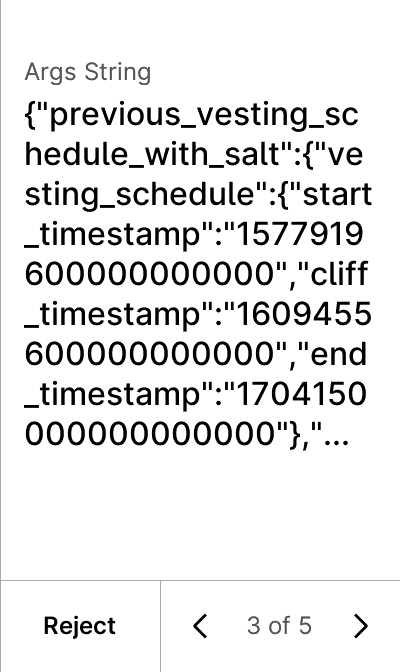 Args String
{"previous_vesting_sc
hedule_with_salt":{"ve
sting_schedule":{"start
_timestamp":"1577919
600000000000","cliff
_timestamp":"1609455
600000000000","end
_timestamp":"1704150
000000000000"},"...
Reject
3 of 5